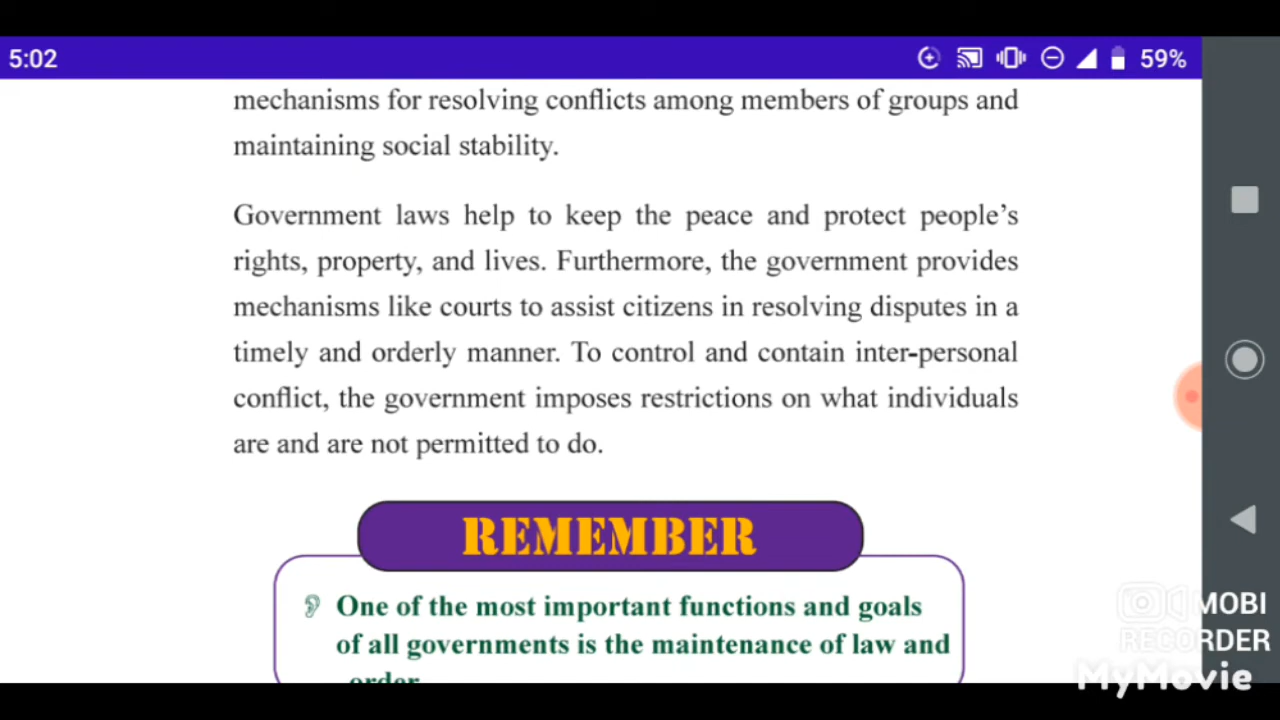 5:02
59%
mechanisms for resolving conflicts among members of groups and
maintaining social stability.
Government laws help to keep the peace and protect people’s
rights, property, and lives. Furthermore, the government provides
mechanisms like courts to assist citizens in resolving disputes in a
timely and orderly manner. To control and contain inter-personal
conflict, the government imposes restrictions on what individuals
are and are not permitted to do.
REMEMBER
One of the most important functions and goals
of all governments is the maintenance of law and
order
MOBI
RECORDER
MyMovie